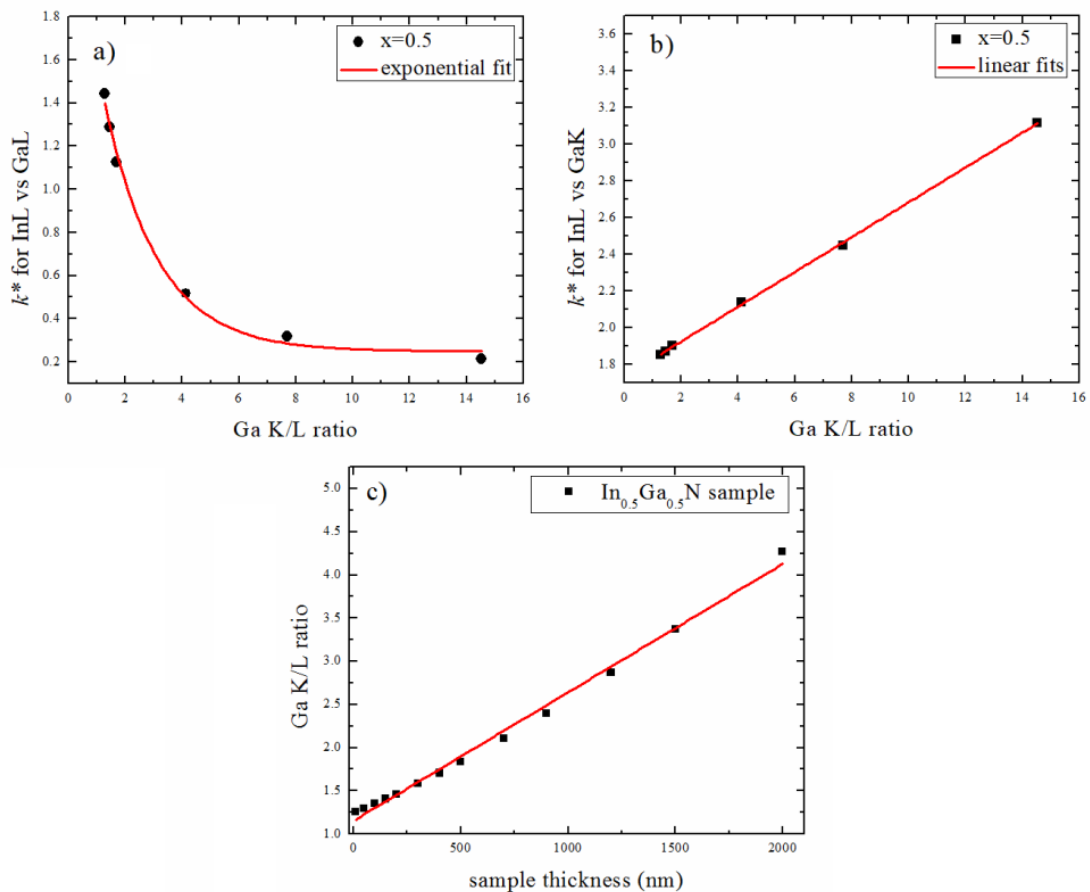 a)
x=0.5
exponential fit
k* for InL vs GaL
1.8
1.6
1.4
1.2
1.0
0.8
0.6
0.4
0.2
0 2 4 6 8 10 12 14 16
Ga K/L ratio
b)
x=0.5
linear fits
k* for InL vs GaK
3.6
3.4
3.2
3.0
2.8
2.6
2.4
2.2
2.0
1.8
0 2 4 6 8 10 12 14 16
Ga K/L ratio
c)
In0.5Ga0.5N sample
Ga K/L ratio
5.0
4.5
4.0
3.5
3.0
2.5
2.0
1.5
1.0
0 500 1000 1500 2000
sample thickness (nm)